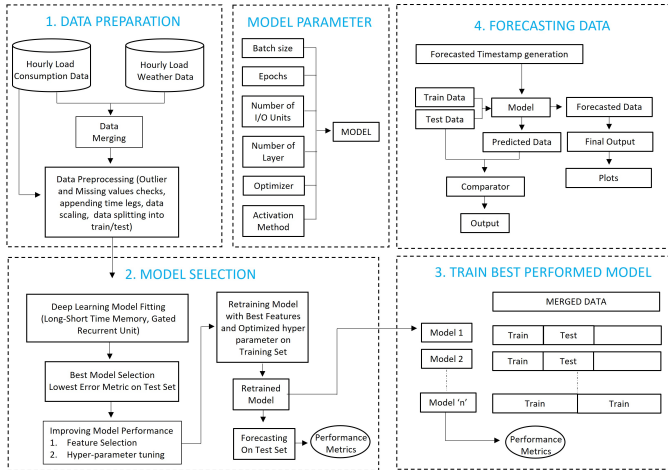 1. DATA PREPARATION
Hourly Load
Consumption Data
Hourly Load
Weather Data
Data
Merging
Data Preprocessing (Outlier
and Missing values checks,
appending time legs, data
scaling, data splitting into
train/test)
MODEL PARAMETER
Batch size
Epochs
Number of
I/O Units
Number of
Layer
Optimizer
Activation
Method
MODEL
4. FORECASTING DATA
Forecasted Timestamp generation
Train Data
Test Data
Model
Forecasted Data
Predicted Data
Final Output
Comparator
Plots
Output
2. MODEL SELECTION
Deep Learning Model Fitting
(Long-Short Time Memory, Gated
Recurrent Unit)
Best Model Selection
Lowest Error Metric on Test Set
Improving Model Performance
1. Feature Selection
2. Hyper-parameter tuning
Retraining Model
with Best Features
and Optimized hyper
parameter on
Training Set
Retrained
Model
Forecasting
On Test Set
Performance
Metrics
3. TRAIN BEST PERFORMED MODEL
MERGED DATA
Model 1
Train
Test
Model 2
Train
Test
Model 'n'
Train
Train
Performance
Metrics